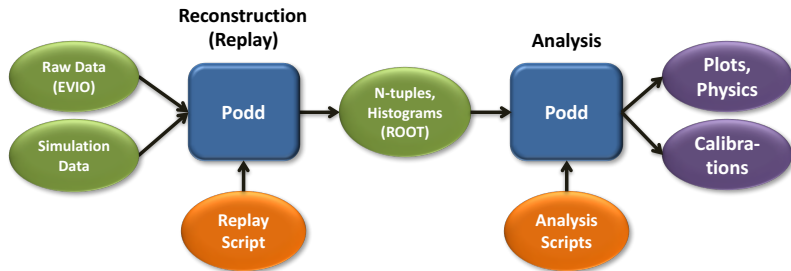 Reconstruction
(Replay)
Analysis
Raw Data
(EVIO)
Simulation
Data
Podd
N-tuples,
Histograms
(ROOT)
Podd
Plots,
Physics
Calibra-
tions
Replay
Script
Analysis
Scripts